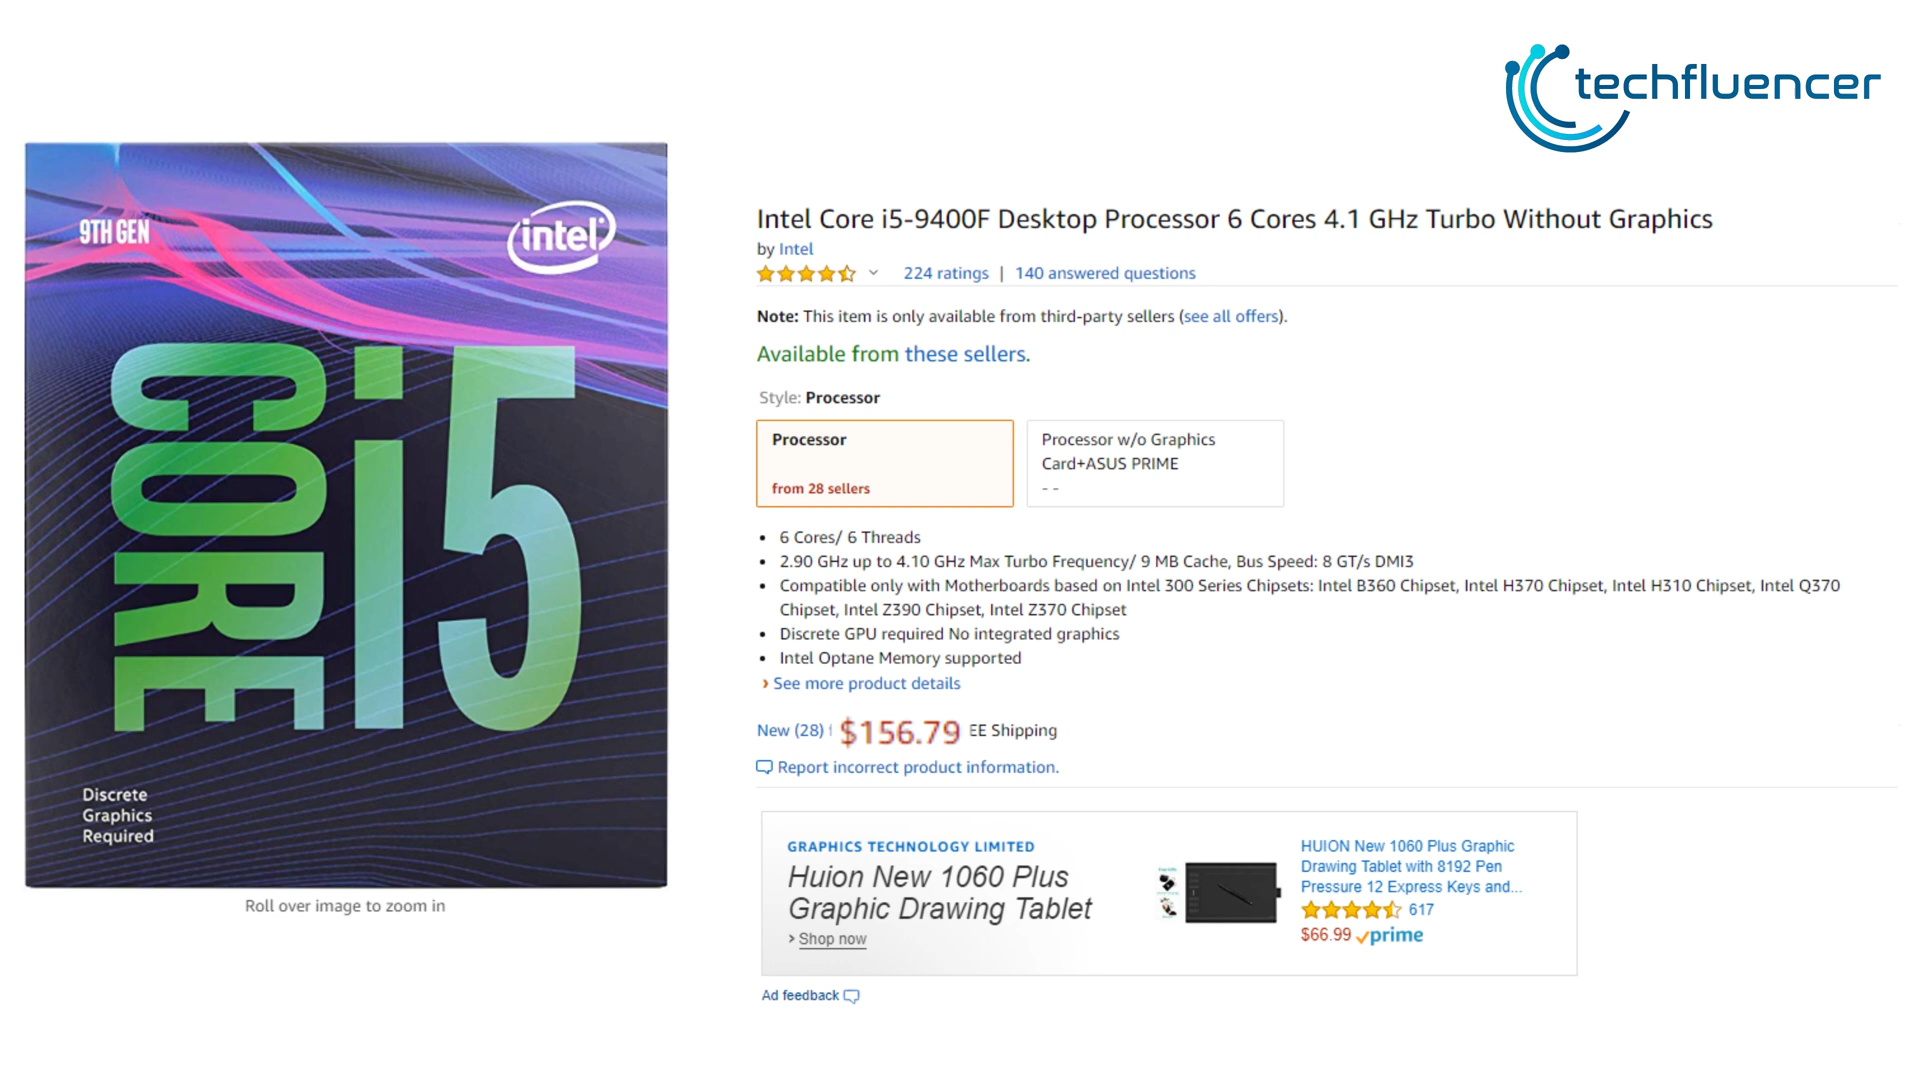 techfluencer
9TH GEN
intel
CORE i5
Discrete
Graphics
Required
Roll over image to zoom in
Intel Core i5-9400F Desktop Processor 6 Cores 4.1 GHz Turbo Without Graphics
by Intel
224 ratings | 140 answered questions
Note: This item is only available from third-party sellers (see all offers).
Available from these sellers.
Style: Processor
Processor
from 28 sellers
Processor w/o Graphics
Card+ASUS PRIME
- -
• 6 Cores/ 6 Threads
• 2.90 GHz up to 4.10 GHz Max Turbo Frequency/ 9 MB Cache, Bus Speed: 8 GT/s DMI3
• Compatible only with Motherboards based on Intel 300 Series Chipsets: Intel B360 Chipset, Intel H370 Chipset, Intel H310 Chipset, Intel Q370
Chipset, Intel Z390 Chipset, Intel Z370 Chipset
• Discrete GPU required No integrated graphics
• Intel Optane Memory supported
› See more product details
New (28) f $156.79 EE Shipping
Report incorrect product information.
GRAPHICS TECHNOLOGY LIMITED
Huion New 1060 Plus
Graphic Drawing Tablet
› Shop now
HUION New 1060 Plus Graphic
Drawing Tablet with 8192 Pen
Pressure 12 Express Keys and...
617
$66.99 prime
Ad feedback